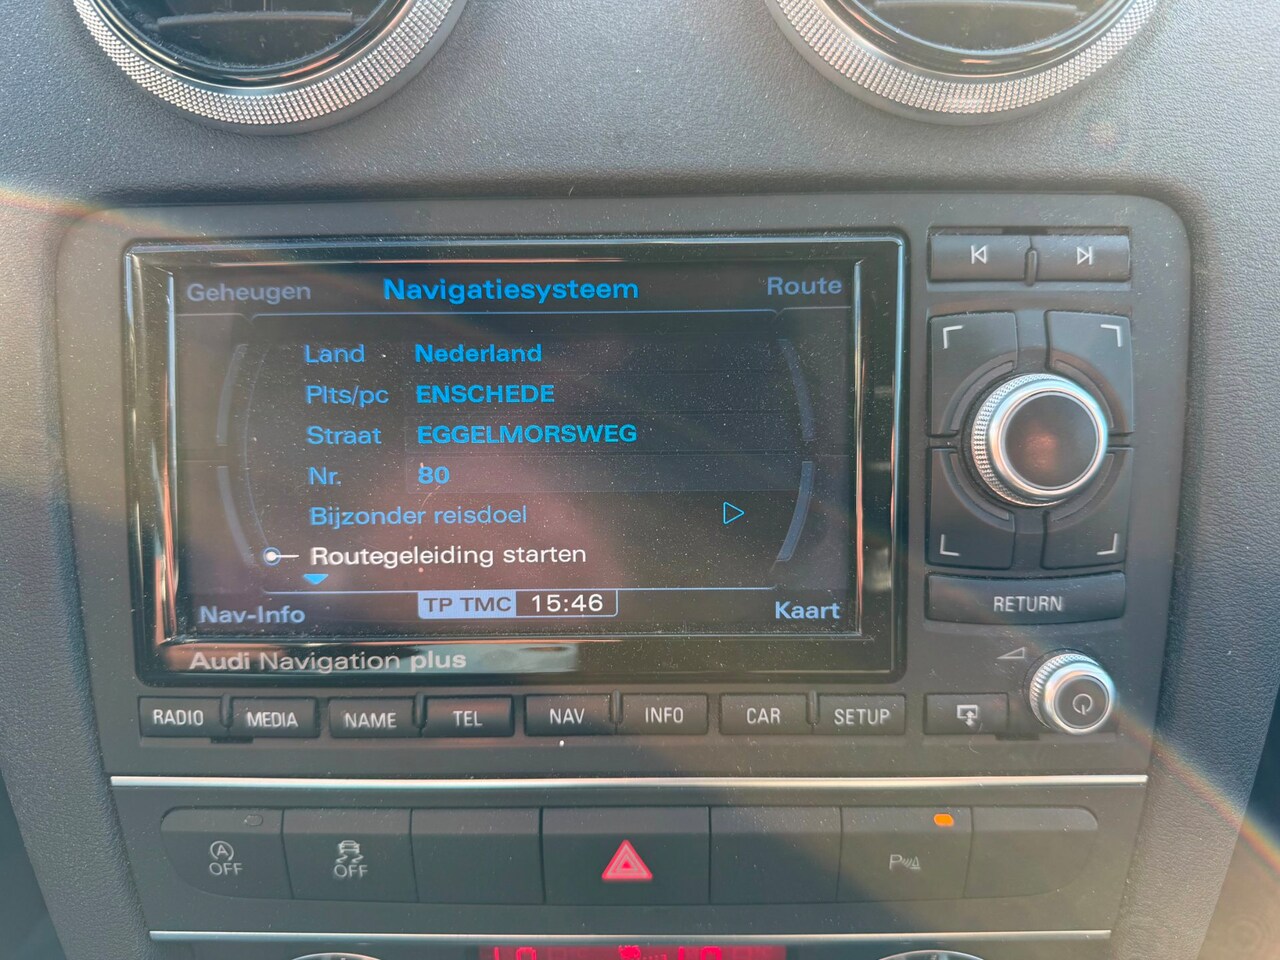 Geheugen Navigatiesysteem Route
Land Nederland
Plts/pc ENSCHEDE
Straat EGGELMORSWEG
Nr. 80
Bijzonder reisdoel
Routegeleiding starten
Nav-Info TP TMC 15:46 Kaart
Audi Navigation plus
RETURN
RADIO MEDIA NAME TEL NAV INFO CAR SETUP
A OFF OFF P